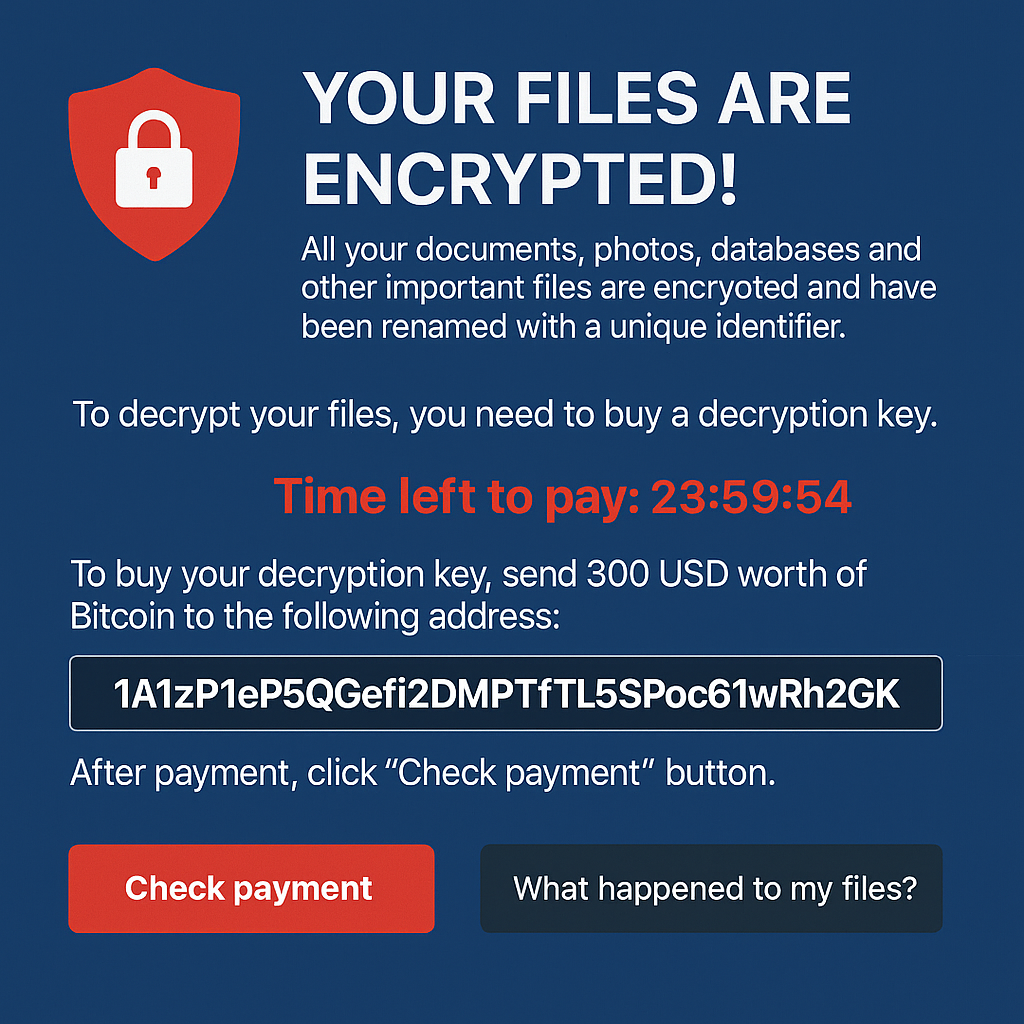 YOUR FILES ARE
ENCRYPTED!
All your documents, photos, databases and
other important files are encryoted and have
been renamed with a unique identifier.
To decrypt your files, you need to buy a decryption key.
Time left to pay: 23:59:54
To buy your decryption key, send 300 USD worth of
Bitcoin to the following address:
1A1zP1eP5QGefi2DMPTfTL5SPoc61wRh2GK
After payment, click “Check payment” button.
Check payment
What happened to my files?